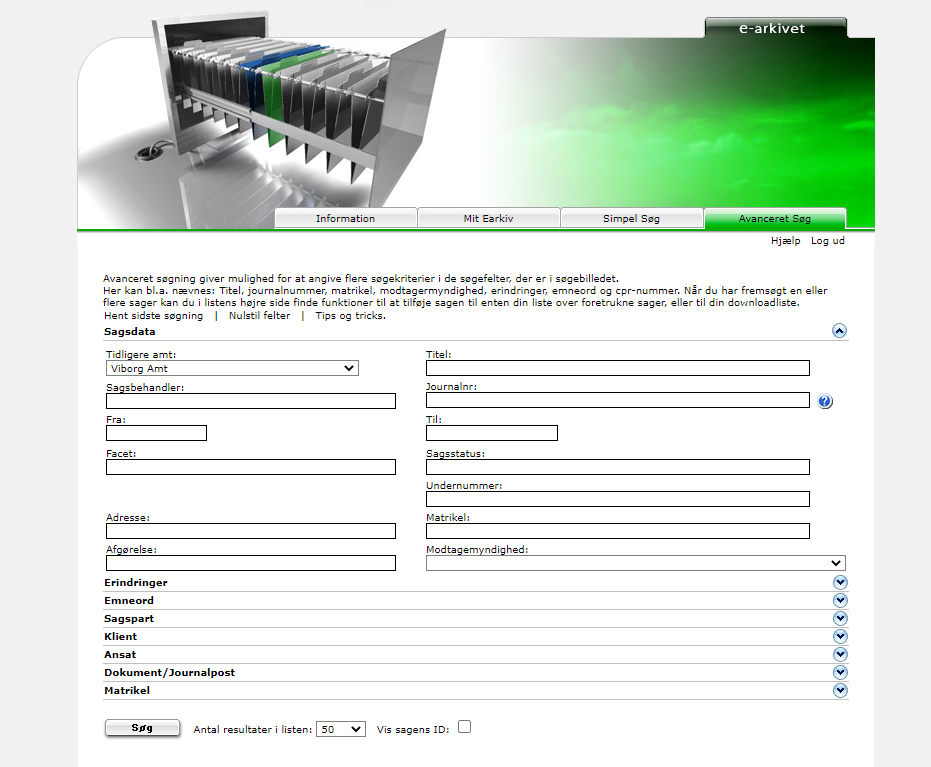 e-arkivet
Information Mit Earkiv Simpel Søg Avanceret Søg
Hjælp Log ud
Avanceret søgning giver mulighed for at angive flere søgekriterier i de søgefelter, der er i søgebilledet.
Her kan bl.a. nævnes: Titel, journalnummer, matrikel, modtagermyndighed, erindringer, emneord og cpr-nummer. Når du har fremsøgt en eller
flere sager kan du i listens højre side finde funktioner til at tilføje sagen til enten din liste over foretrukne sager, eller til din downloadliste.
Hent sidste søgning | Nulstil felter | Tips og tricks.
Sagsdata
Tidligere amt: Titel:
Viborg Amt
Sagsbehandler: Journalnr:
?
Fra: Til:
Facet: Sagsstatus:
Undernummer:
Adresse: Matrikel:
Afgørelse: Modtagemyndighed:
Erindringer
Emneord
Sagspart
Klient
Ansat
Dokument/Journalpost
Matrikel
Søg Antal resultater i listen: 50 Vis sagens ID: